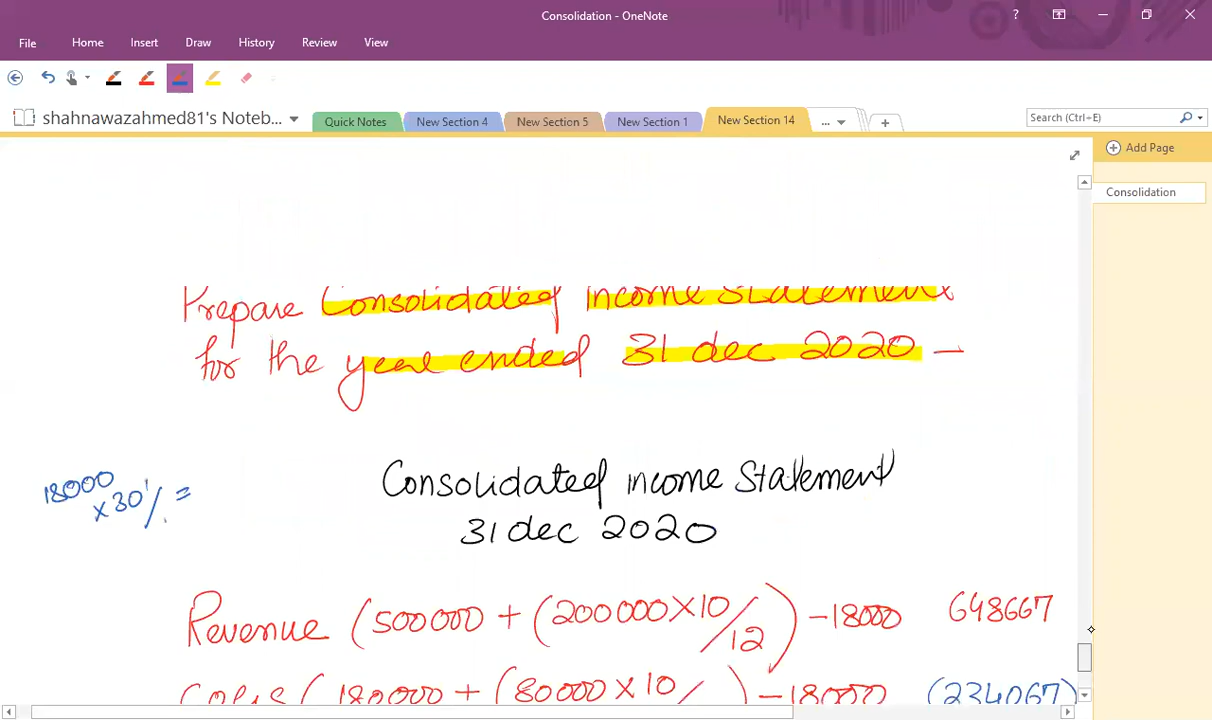 Consolidation - OneNote
?
File Home Insert Draw History Review View
shahnawazahmed81's Noteb... New Section 4 New Section 5 New Section 1 New Section 14 ... +
Quick Notes
Search (Ctrl+E)
Add Page
Consolidation
Prepare Consolidated income Statement
for the year ended 31 dec 2020 -
18000
x30% =
Consolidated income Statement
31 dec 2020
Revenue (500000 + (200000×10/12) -18000 648667
COGS (180000 + (80000×10/ ) -18000 (234067)